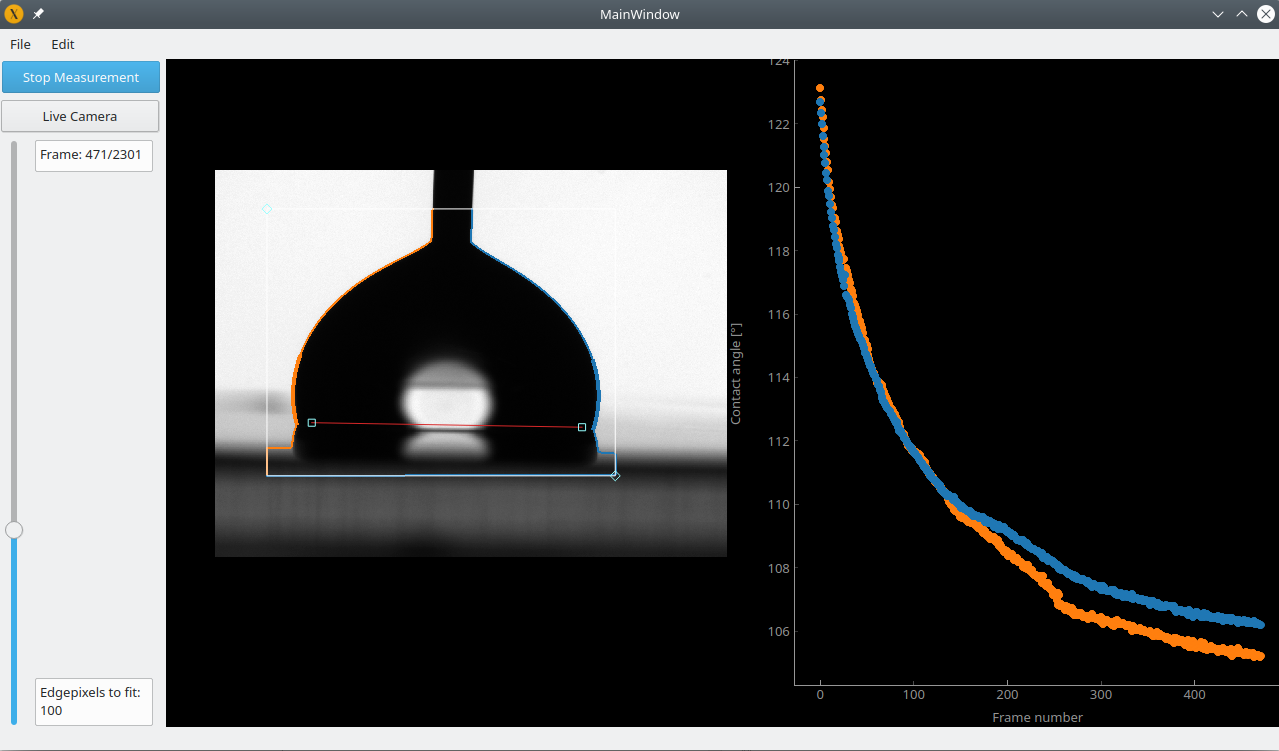 MainWindow
File Edit
Stop Measurement
Live Camera
Frame: 471/2301
Edgepixels to fit:
100
Contact angle [°]
124
122
120
118
116
114
112
110
108
106
0 100 200 300 400
Frame number